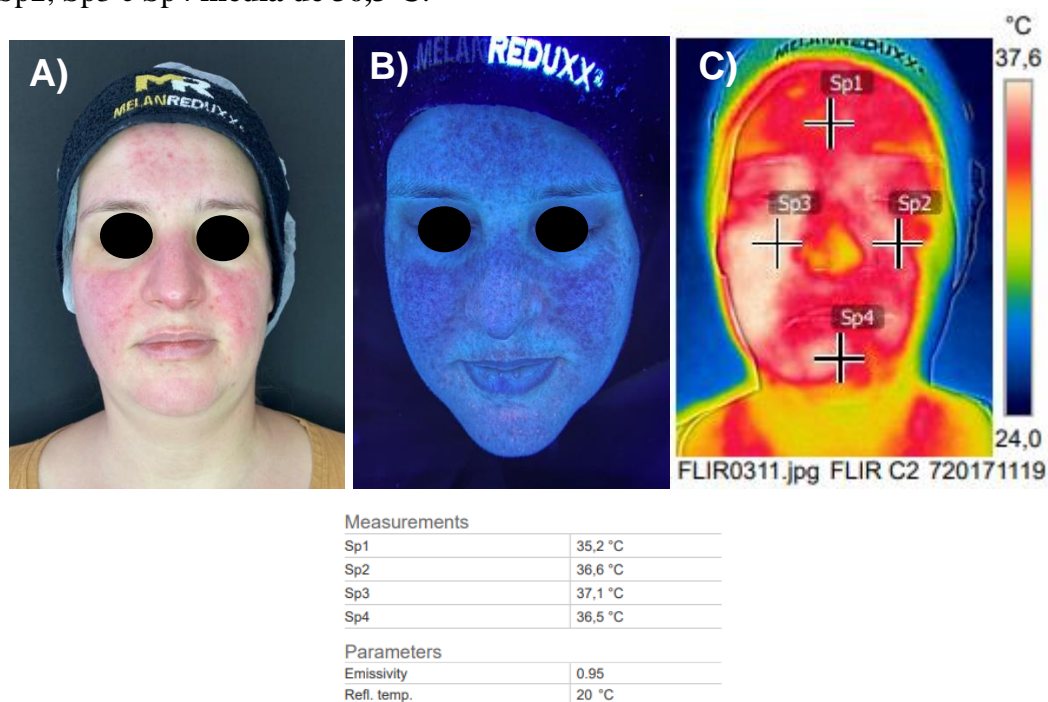 Sp2, Sp3 e Sp4 média de 36,3°C.
A)
MR
MELANREDUXX®
B)
MELANREDUXX®
C)
MELANREDUXX®
°C
37,6
Sp1
Sp3
Sp2
Sp4
24,0
FLIR0311.jpg FLIR C2 720171119
Measurements
Sp1 35,2 °C
Sp2 36,6 °C
Sp3 37,1 °C
Sp4 36,5 °C
Parameters
Emissivity 0.95
Refl. temp. 20 °C